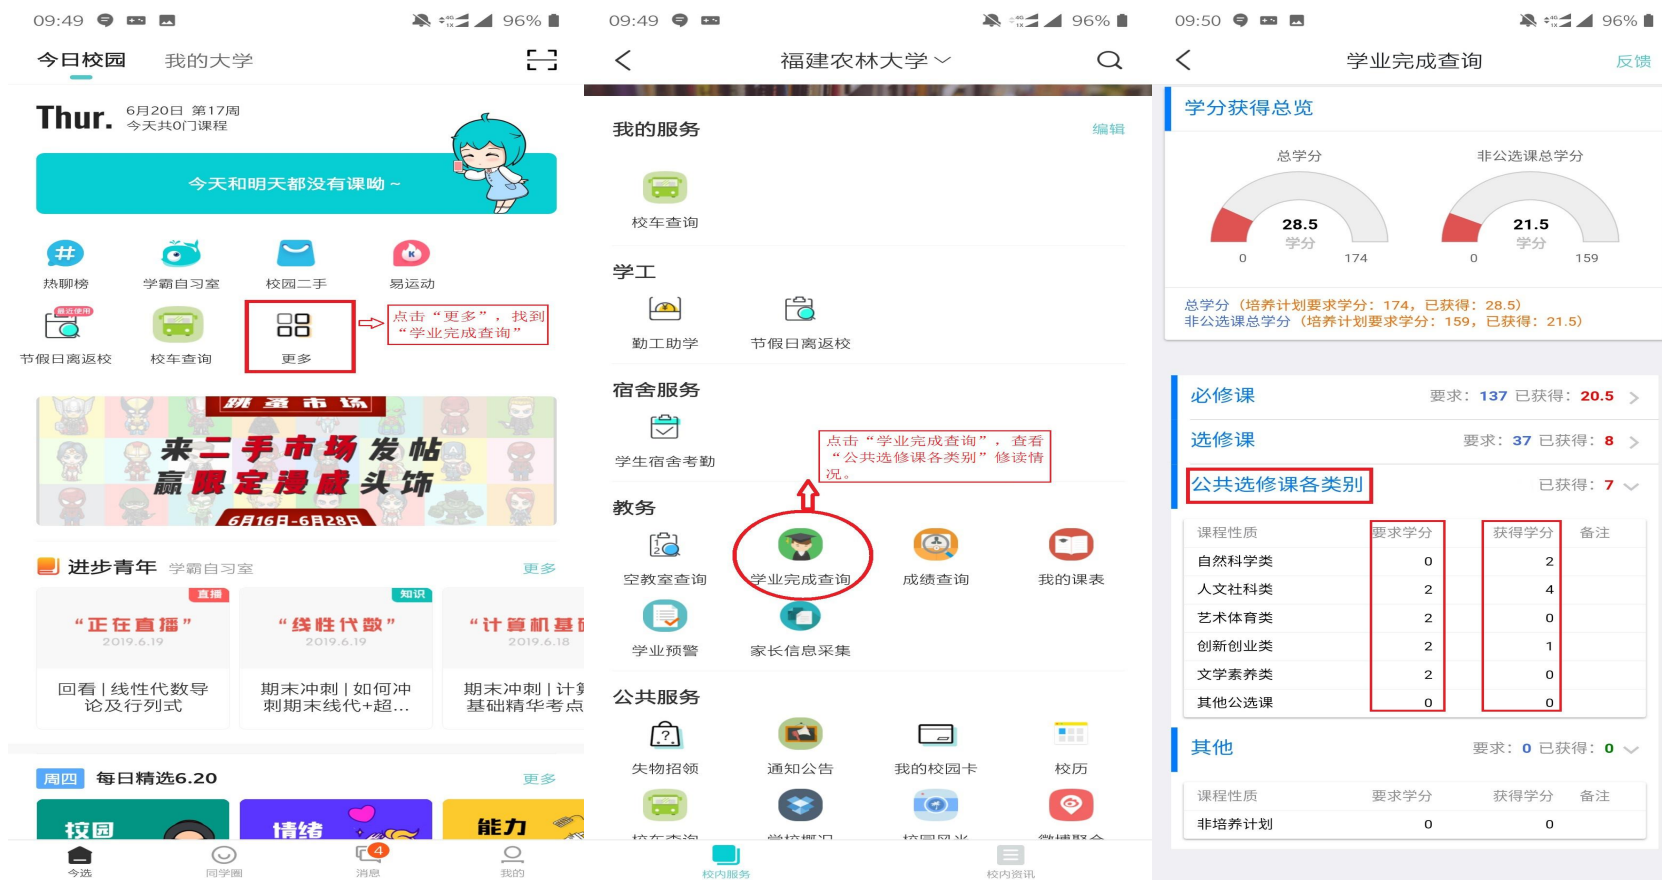 09:49
96%
今日校园 我的大学
Thur. 6月20日 第17周
今天共0门课程
今天和明天都没有课呦~
热聊榜 学霸自习室 校园二手 易运动
最近使用
节假日离返校 校车查询 更多
点击“更多”,找到
“学业完成查询”
跳蚤市场
来二手市场发帖
赢限定漫威头饰
6月16日-6月28日
进步青年 学霸自习室 更多
直播 知识
“正在直播” “线性代数” “计算机基
2019.6.19 2019.6.19 2019.6.18
回看|线性代数导
论及行列式
期末冲刺|如何冲
刺期末线代+超...
期末冲刺|计算
基础精华考点
周四 每日精选6.20 更多
校园 情绪 能力
4
今选 同学圈 消息 我的
09:49
96%
福建农林大学
我的服务 编辑
校车查询
学工
勤工助学 节假日离返校
宿舍服务
学生宿舍考勤
点击“学业完成查询”,查看
“公共选修课各类别”修读情
况。
教务
空教室查询 学业完成查询 成绩查询 我的课表
学业预警 家长信息采集
公共服务
失物招领 通知公告 我的校园卡 校历
校车查询 学校概况 校园风光 微博聚合
校内服务 校内资讯
09:50
96%
学业完成查询 反馈
学分获得总览
总学分 非公选课总学分
28.5 21.5
学分 学分
0 174 0 159
总学分(培养计划要求学分:174,已获得:28.5)
非公选课总学分(培养计划要求学分:159,已获得:21.5)
必修课 要求:137 已获得:20.5
选修课 要求:37 已获得:8
公共选修课各类别 已获得:7
课程性质 要求学分 获得学分 备注
自然科学类 0 2
人文社科类 2 4
艺术体育类 2 0
创新创业类 2 1
文学素养类 2 0
其他公选课 0 0
其他 要求:0 已获得:0
课程性质 要求学分 获得学分 备注
非培养计划 0 0